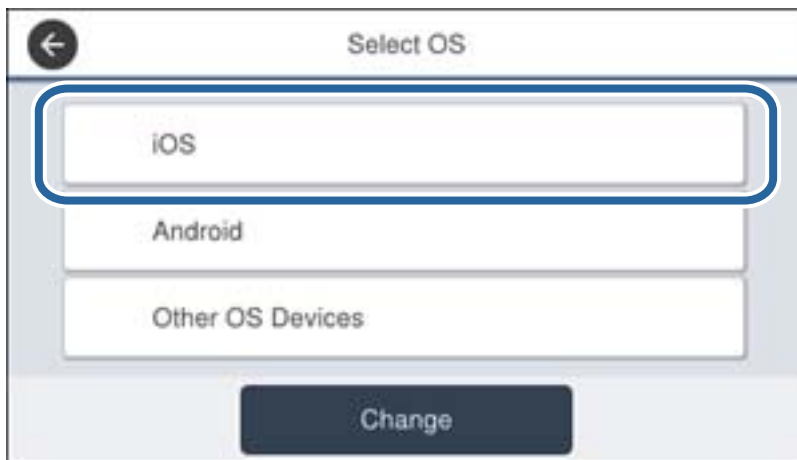 Select OS
iOS
Android
Other OS Devices
Change